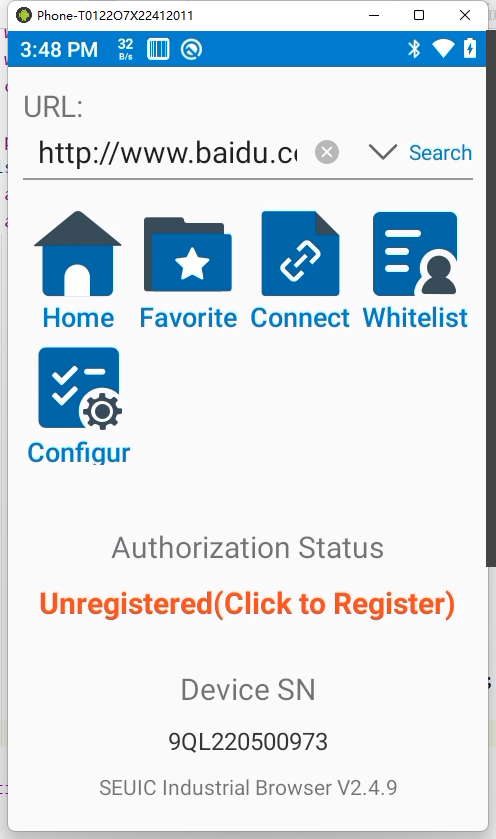 Phone-T0122O7X22412011
3:48 PM 32 B/s
URL:
http://www.baidu.co Search
Home Favorite Connect Whitelist
Configur
Authorization Status
Unregistered(Click to Register)
Device SN
9QL220500973
SEUIC Industrial Browser V2.4.9